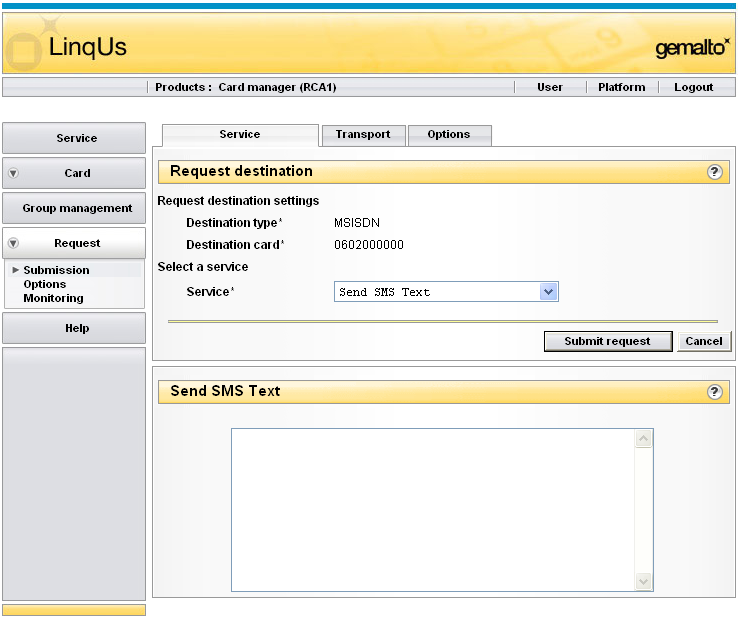 LinqUs
gemalto
Products : Card manager (RCA1)
User
Platform
Logout
Service
Card
Group management
Request
Submission
Options
Monitoring
Help
Service
Transport
Options
Request destination
?
Request destination settings
Destination type* MSISDN
Destination card* 0602000000
Select a service
Service* Send SMS Text
Submit request
Cancel
Send SMS Text
?